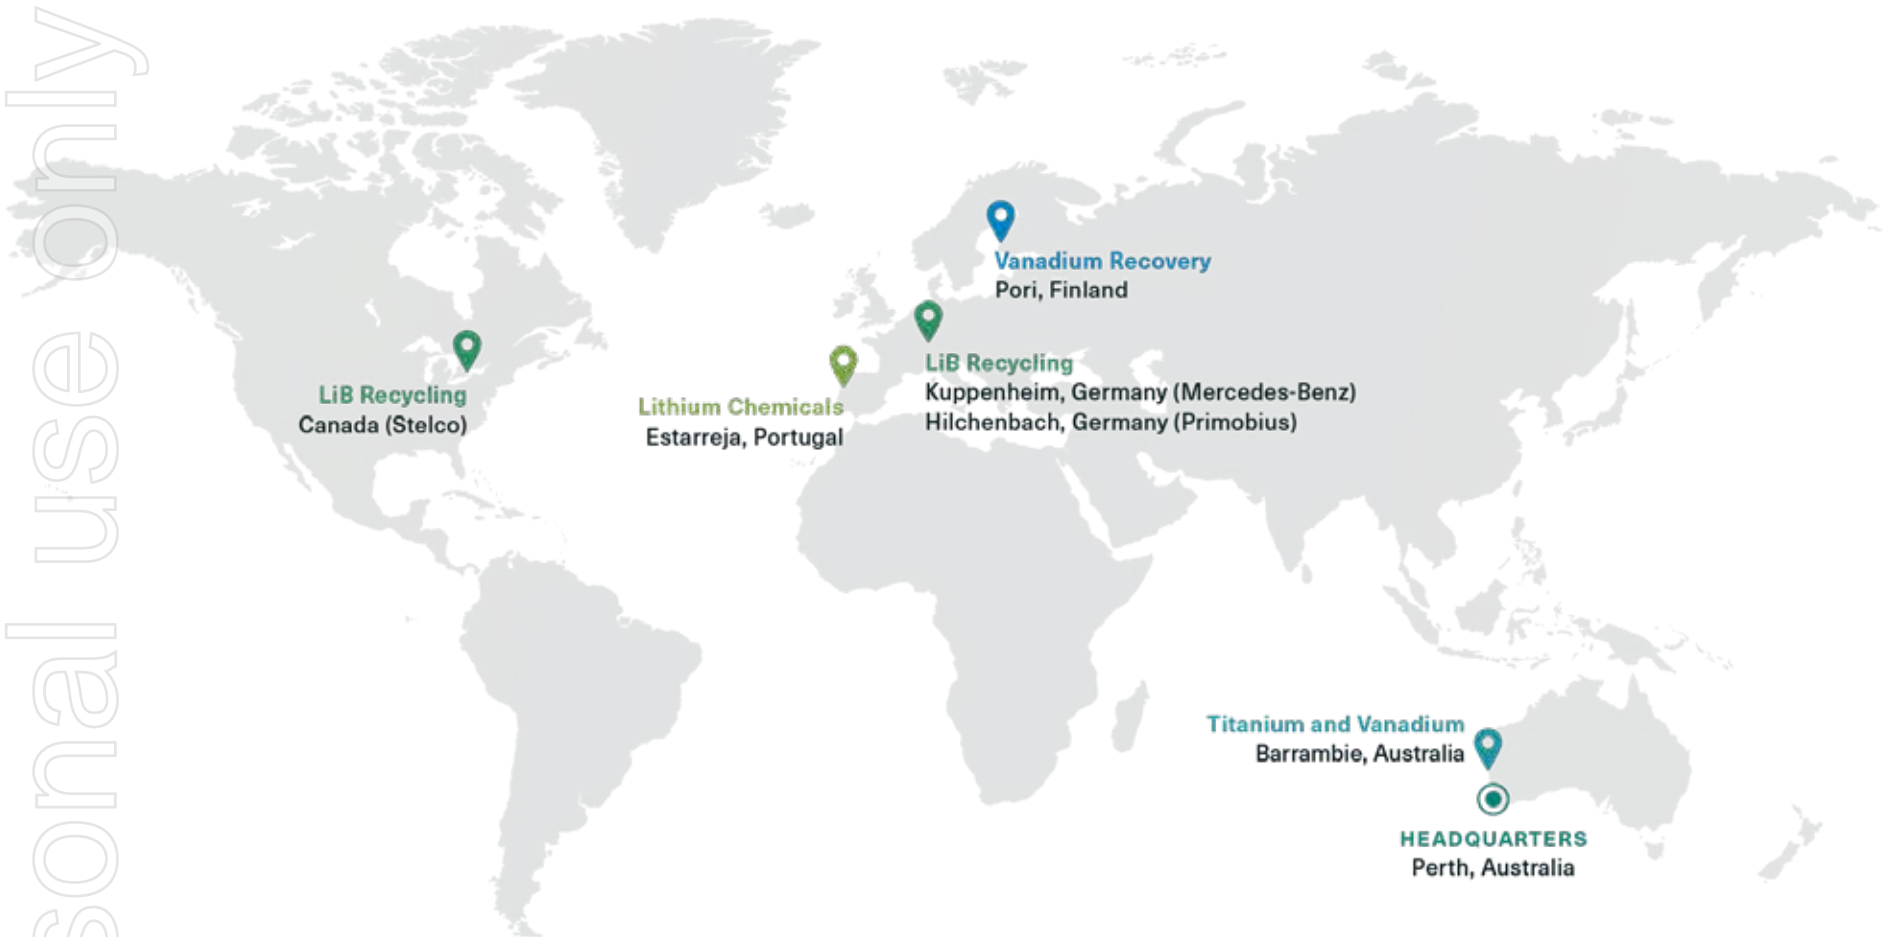 sonal use only
Vanadium Recovery
Pori, Finland
LiB Recycling
Kuppenheim, Germany (Mercedes-Benz)
Hilchenbach, Germany (Primobius)
LiB Recycling
Canada (Stelco)
Lithium Chemicals
Estarreja, Portugal
Titanium and Vanadium
Barrambie, Australia
HEADQUARTERS
Perth, Australia